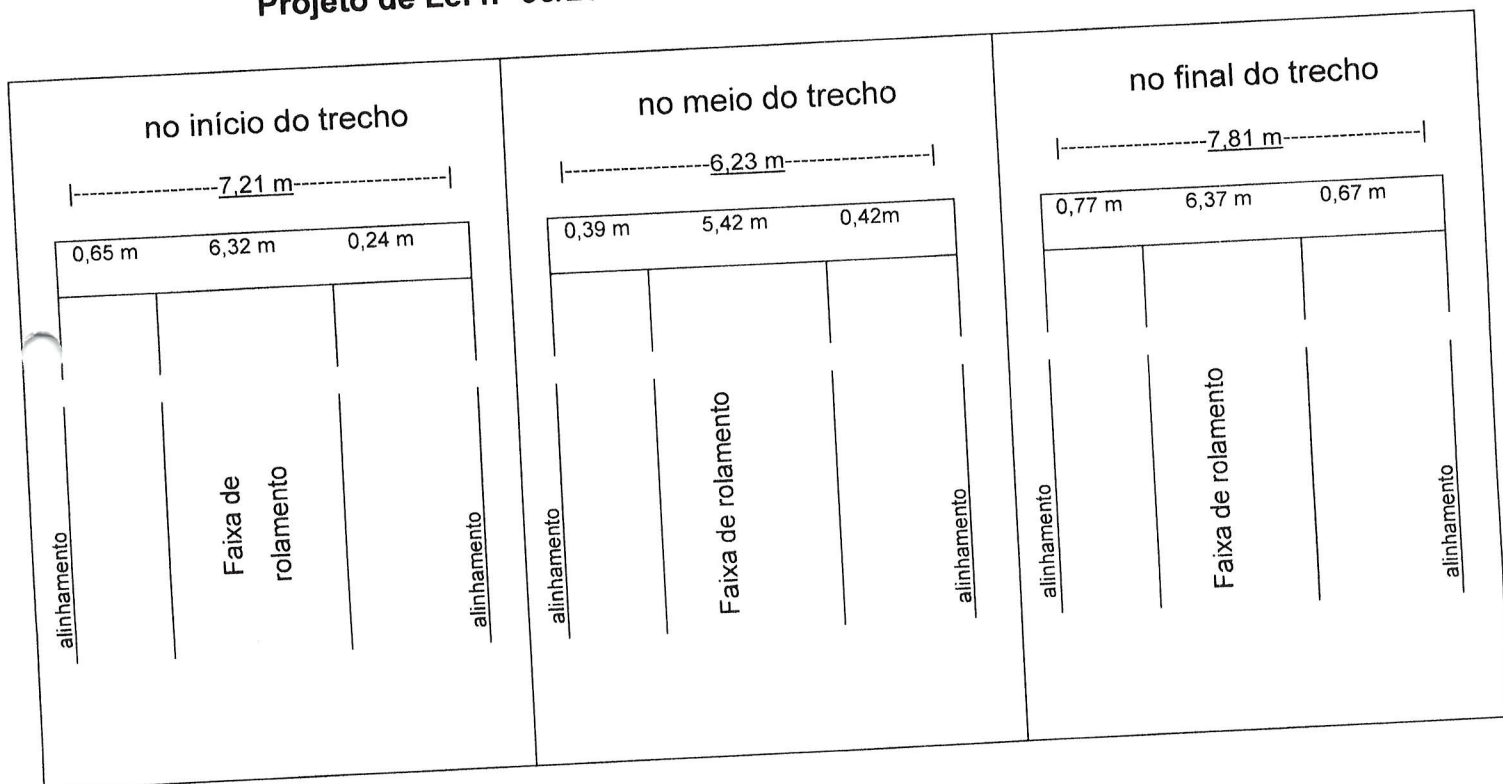 Projeto de Lei nº
no início do trecho
|------------------7,21 m-------------------|
0,65 m 6,32 m 0,24 m
alinhamento
Faixa de
rolamento
alinhamento
no meio do trecho
|------------------6,23 m------------------|
0,39 m 5,42 m 0,42m
alinhamento
Faixa de rolamento
alinhamento
no final do trecho
|------------------7,81 m-----------------|
0,77 m 6,37 m 0,67 m
alinhamento
Faixa de rolamento
alinhamento